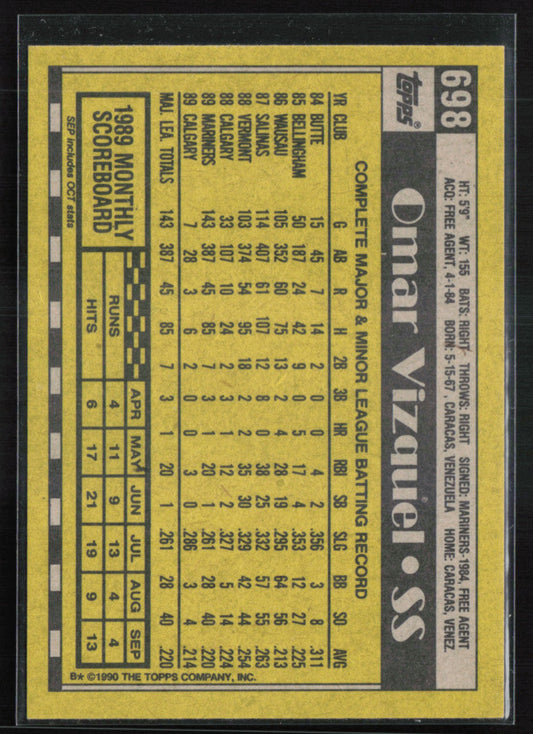 698
topps®
HT: 5'9" WT: 155 BATS: RIGHT THROWS: RIGHT SIGNED: MARINERS-1984, FREE AGENT
ACQ: FREE AGENT, 4-1-84 BORN: 5-15-67, CARACAS, VENEZUELA HOME: CARACAS, VENEZ.
Omar Vizquel • SS
COMPLETE MAJOR & MINOR LEAGUE BATTING RECORD
YR CLUB G AB R H 2B 3B HR RBI SB SLG BB SO AVG
84 BUTTE 15 45 7 14 2 0 0 4 2 .356 3 8 .311
85 BELLINGHAM 50 187 24 42 9 0 5 17 4 .353 12 27 .225
86 WAUSAU 105 352 60 75 13 2 4 28 19 .295 64 56 .213
87 SALINAS 114 407 61 107 12 8 0 38 25 .332 57 55 .263
88 VERMONT 103 374 54 95 18 2 2 35 30 .329 42 44 .254
88 CALGARY 33 107 10 24 2 3 1 12 2 .327 5 14 .224
89 MARINERS 143 387 45 85 7 3 1 20 1 .261 28 40 .220
89 CALGARY 7 28 3 6 2 0 0 3 0 .286 3 4 .214
MAJ. LEA. TOTALS 143 387 45 85 7 3 1 20 1 .261 28 40 .220
1989 MONTHLY
SCOREBOARD
SEP includes OCT stats
APR MAY JUN JUL AUG SEP
RUNS 4 11 9 13 4 4
HITS 6 17 21 19 9 13
B* ©1990 THE TOPPS COMPANY, INC.